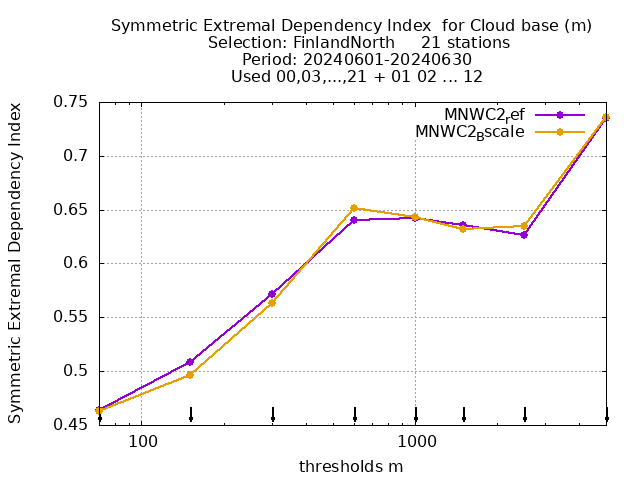 Symmetric Extremal Dependency Index  for Cloud base (m)
Selection: FinlandNorth     21 stations
Period: 20240601-20240630
Used 00,03,...,21 + 01 02 ... 12
Symmetric Extremal Dependency Index
0.75
0.7
0.65
0.6
0.55
0.5
0.45
MNWC2ref
MNWC2Bscale
100
1000
thresholds m